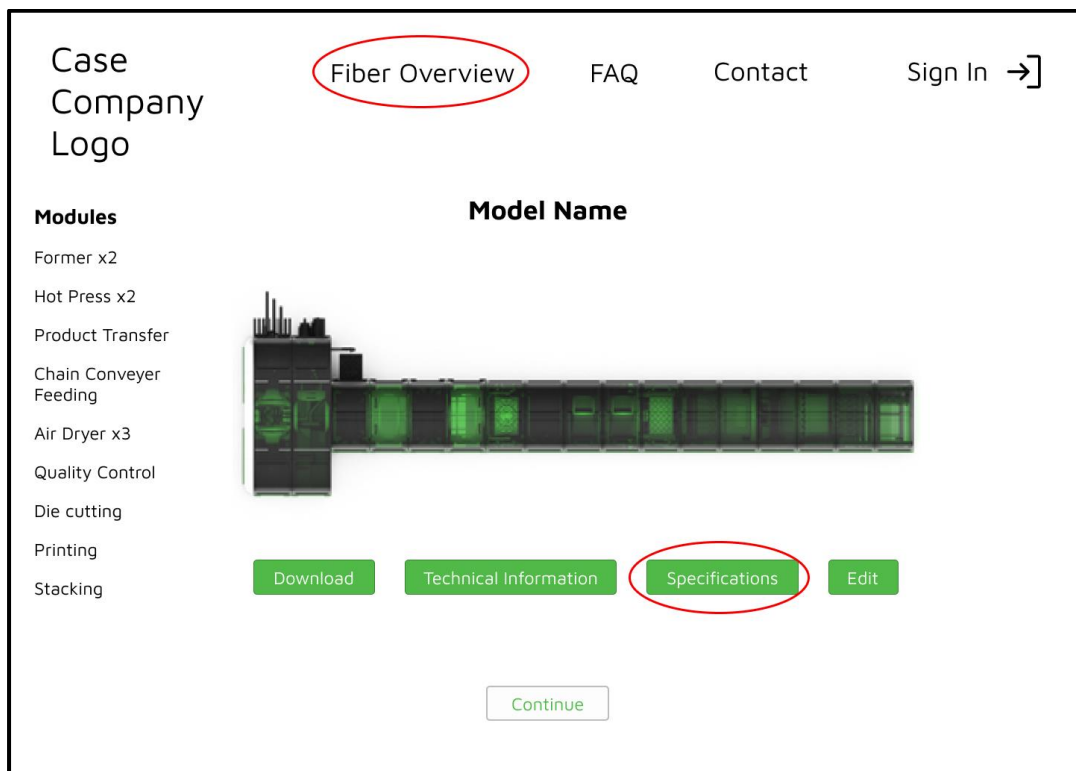 Case
Company
Logo
Fiber Overview
FAQ
Contact
Sign In
Modules
Model Name
Former x2
Hot Press x2
Product Transfer
Chain Conveyer
Feeding
Air Dryer x3
Quality Control
Die cutting
Printing
Stacking
Download
Technical Information
Specifications
Edit
Continue